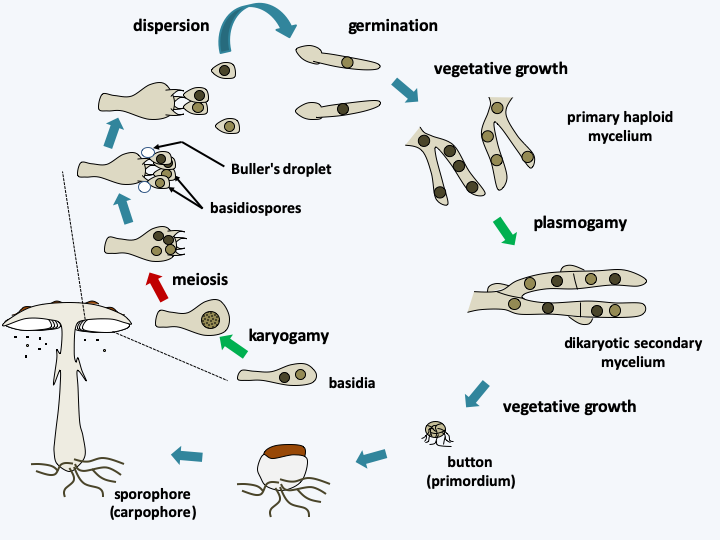 dispersion
germination
vegetative growth
primary haploid
mycelium
Buller's droplet
basidiospores
plasmogamy
meiosis
karyogamy
dikaryotic secondary
mycelium
basidia
vegetative growth
button
(primordium)
sporophore
(carpophore)